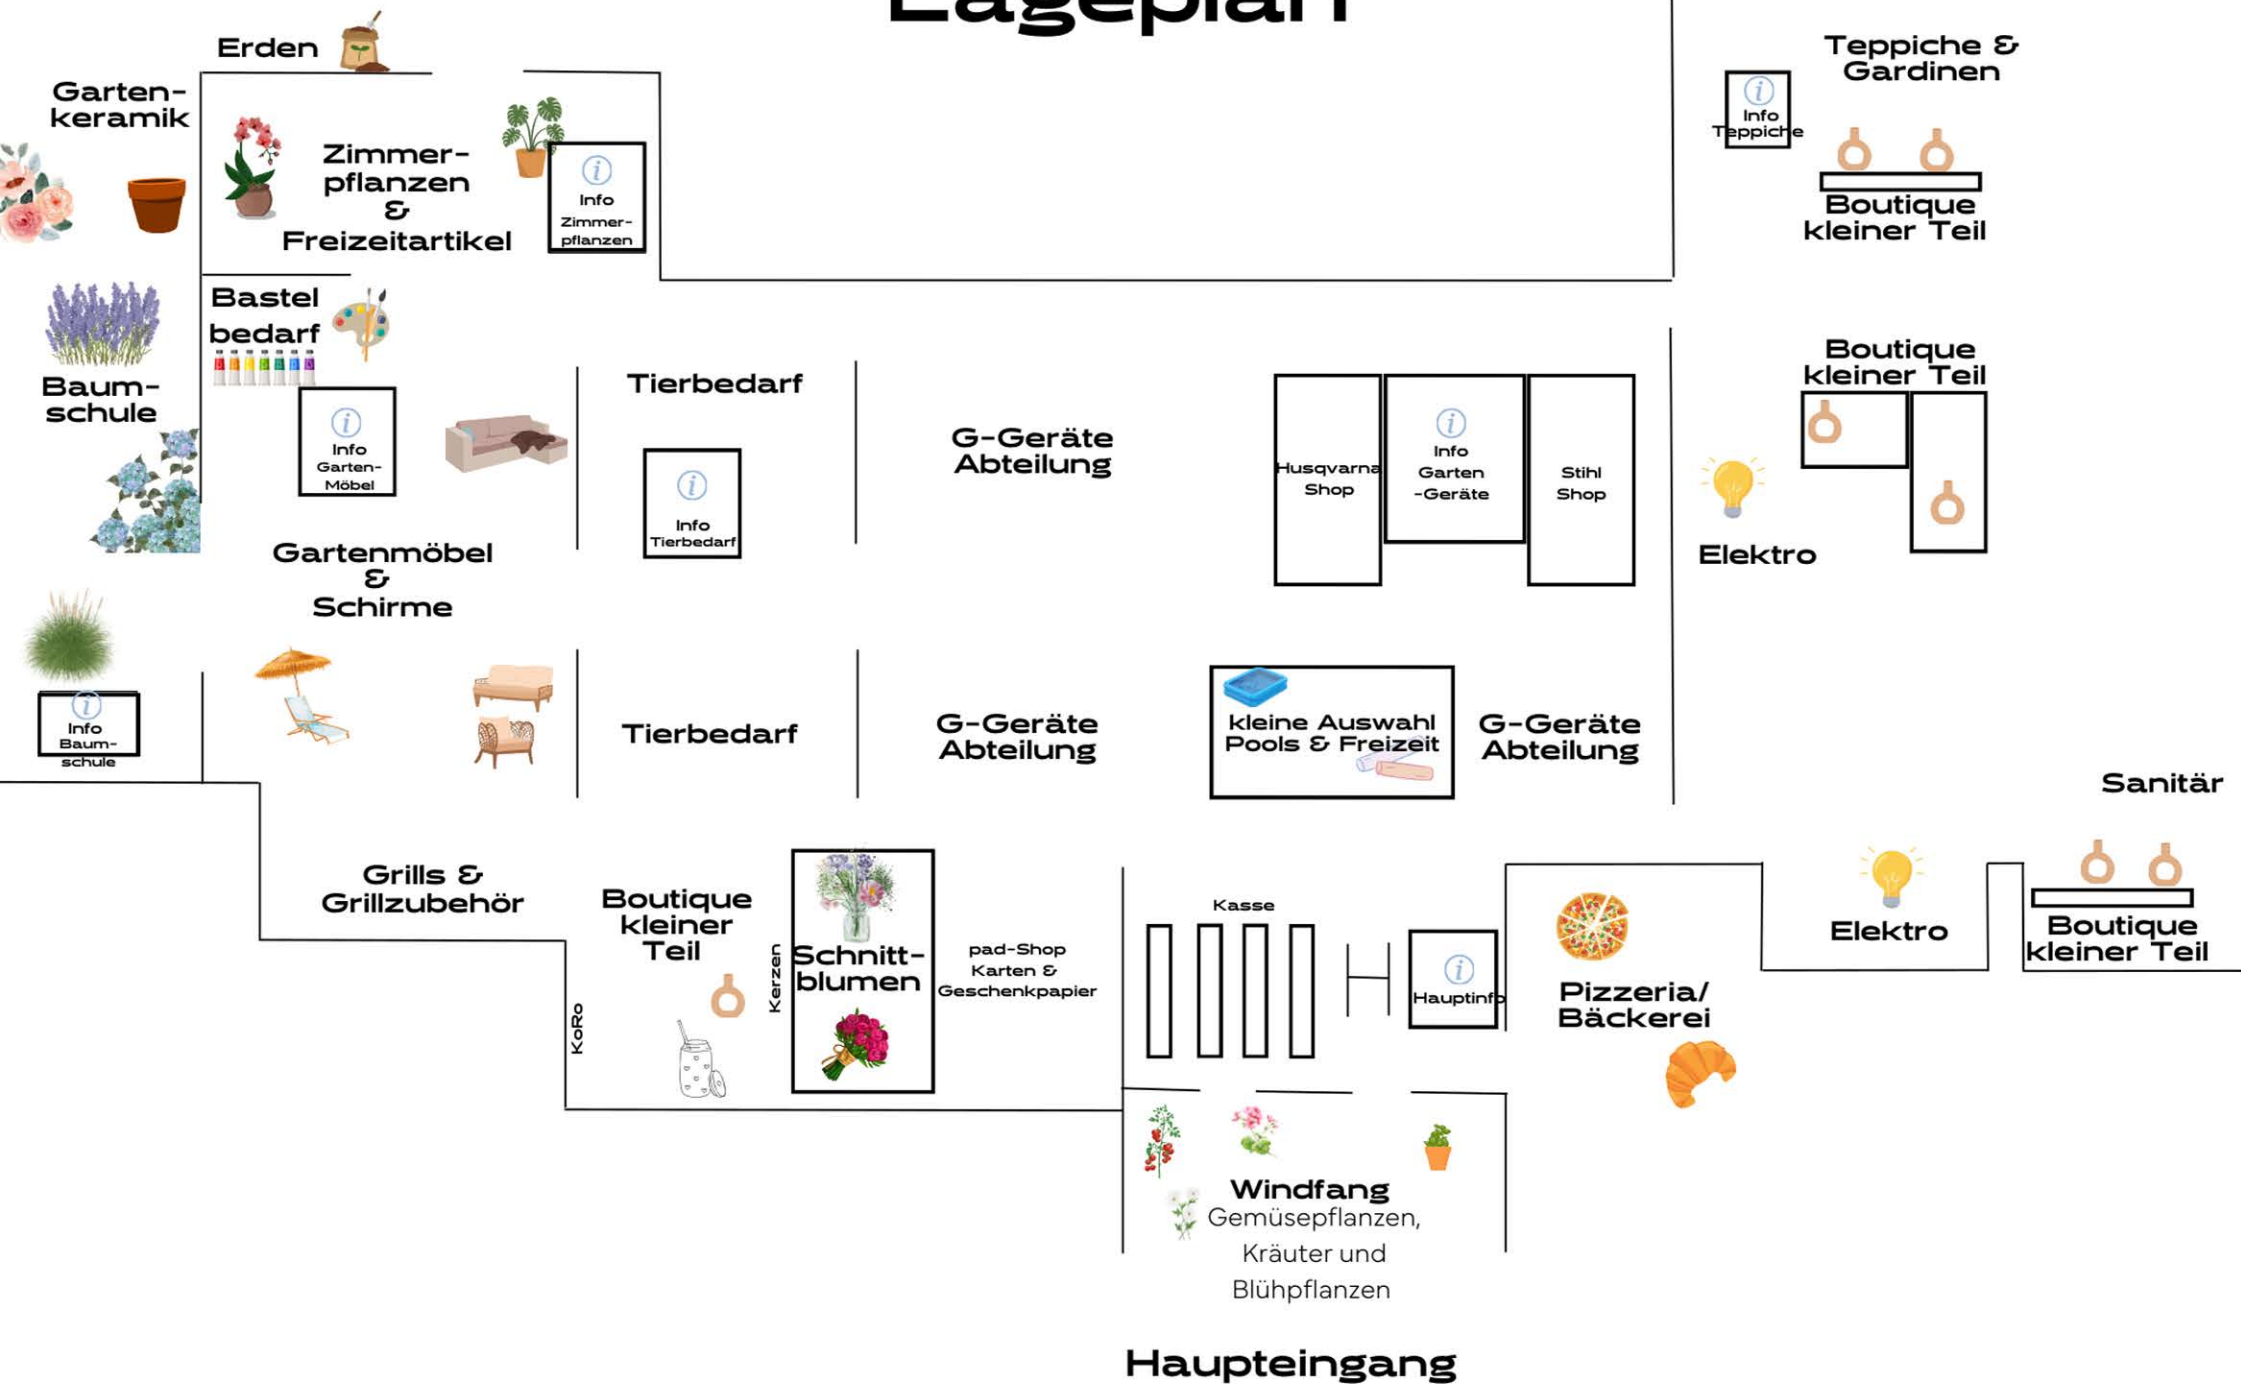 Lageplan
Erden
Garten-
keramik
Zimmer-
pflanzen
&
Freizeitartikel
Info
Zimmer-
pflanzen
Teppiche &
Gardinen
Info
Teppiche
Boutique
kleiner Teil
Bastel
bedarf
Baum-
schule
Info
Garten-
Möbel
Tierbedarf
Info
Tierbedarf
G-Geräte
Abteilung
Husqvarna
Shop
Info
Garten
-Geräte
Stihl
Shop
Boutique
kleiner Teil
Elektro
Gartenmöbel
&
Schirme
Info
Baum-
schule
Tierbedarf
G-Geräte
Abteilung
kleine Auswahl
Pools & Freizeit
G-Geräte
Abteilung
Sanitär
Grills &
Grillzubehör
Boutique
kleiner
Teil
KoRo
Kerzen
Schnitt-
blumen
pad-Shop
Karten &
Geschenkpapier
Kasse
Hauptinfo
Pizzeria/
Bäckerei
Elektro
Boutique
kleiner Teil
Windfang
Gemüsepflanzen,
Kräuter und
Blühpflanzen
Haupteingang